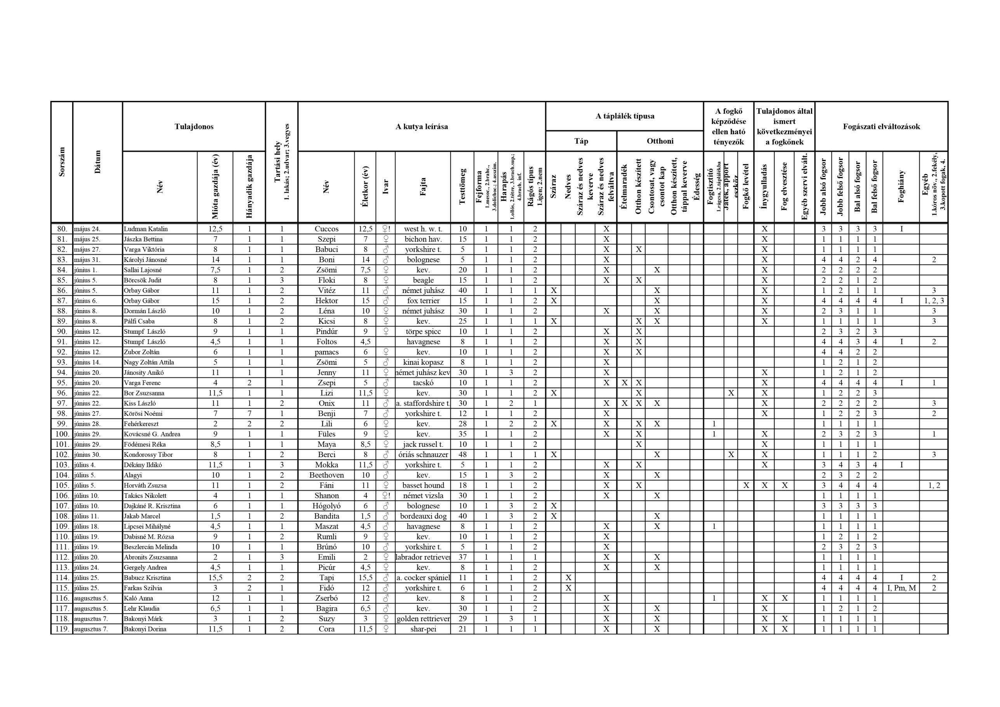 Sorszám Dátum Tulajdonos Tartási hely 1. lakás; 2.udvar; 3.vegyes A kutya leírása A táplálék típusa A fogkő képződése ellen ható tényezők Tulajdonos által ismert következményei a fogkőnek Fogászati elváltozások
Táp Otthoni
Név Mióta gazdája (év) Hányadik gazdája Név Életkor (év) Ivar Fajta Testtömeg Fejforma 1.mesoc., 2.brahc., 3.dolichoc.; 4.asszim. Harapás 1.ollós, 2.tétre, 3.brach.sup.; 4.brach. inf. Rágós típus 1.igen; 2.nem Száraz Nedves Száraz és nedves keverve Száraz és nedves felváltva Ételmaradék Otthon készített Csontosat, vagy csontot kap Otthon készített, táppal keverve Édesség Fogtisztító 1.rágcsa, 2.táplálékba Játék, apport eszköz Fogkő levétel Ínygyulladás Fog elvesztése Egyéb szervi elvált. Jobb alsó fogsor Jobb felső fogsor Bal alsó fogsor Bal felső fogsor Foghiány Egyéb 1.kóros növ., 2.fekély, 3.kopott fogak, 4.
80. május 24. Ludman Katalin 12,5 1 1 Cuccos 12,5 ♀! west h. w. t. 10 1 1 2 X X 3 3 3 3 I
81. május 25. Jászka Bettina 7 1 1 Szepi 7 ♀ bichon hav. 15 1 1 2 X X 1 1 1 1
82. május 27. Varga Viktória 8 1 1 Babuci 8 ♂ yorkshire t. 5 1 1 2 X X X 1 1 1 1
83. május 31. Károlyi Jánosné 14 1 1 Boni 14 ♂ bolognese 5 1 1 2 X X 4 4 2 4 2
84. június 1. Sallai Lajosné 7,5 1 2 Zsömi 7,5 ♀ kev. 20 1 1 2 X X X 2 2 2 2
85. június 5. Börcsök Judit 8 1 3 Floki 8 ♀ beagle 15 1 1 2 X X X 2 2 1 2
86. június 5. Orbay Gábor 11 1 2 Vitéz 11 ♂ német juhász 40 1 1 1 X X X 1 2 1 1 3
87. június 6. Orbay Gábor 15 1 2 Hektor 15 ♂ fox terrier 15 1 1 2 X X X 4 4 4 4 I 1, 2, 3
88. június 8. Dormán László 10 1 2 Léna 10 ♀ német juhász 30 1 1 2 X X X 2 3 1 1 3
89. június 8. Pálfi Csaba 8 1 2 Kicsi 8 ♀ kev. 25 1 1 1 X X X X 1 1 1 1 3
90. június 12. Stumpf László 9 1 1 Pindúr 9 ♀ törpe spicc 10 1 1 2 X X 2 3 2 3
91. június 12. Stumpf László 4,5 1 1 Foltos 4,5 havagnese 8 1 1 2 X X 4 4 3 4 I 2
92. június 12. Zubor Zoltán 6 1 1 pamacs 6 ♀ kev. 10 1 1 2 X X 4 4 2 2
93. június 14. Nagy Zoltán Attila 5 1 1 Zsömi 5 ♂ kinai kopasz 8 1 1 2 X 1 2 1 2
94. június 20. Jánosity Anikó 11 1 1 Jenny 11 ♀ német juhász kev 30 1 3 2 X X 1 2 1 2
95. június 20. Varga Ferenc 4 2 1 Zsepi 5 ♂ tacskó 10 1 1 2 X X X X 4 4 4 4 I 1
96. június 22. Bor Zsuzsanna 11,5 1 1 Lizi 11,5 ♀ kev. 30 1 1 2 X X X X 1 2 2 3
97. június 22. Kiss László 11 1 2 Onix 11 ♂ a. staffordshire t. 30 1 2 1 X X X X X 2 2 2 2 3
98. június 27. Körösi Noémi 7 7 1 Benji 7 ♂ yorkshire t. 12 1 1 2 X X 1 2 2 3 2
99. június 28. Fehérkereszt 2 2 2 Lili 6 ♀ kev. 28 1 2 2 X X X X 1 1 1 1 1
100. június 29. Kovácsné G. Andrea 9 1 1 Füles 9 ♀ kev. 35 1 1 2 X X 1 X 2 3 2 3 1
101. június 29. Födémesi Réka 8,5 1 1 Maya 8,5 ♀ jack russel t. 10 1 1 2 X X 1 1 1 1
102. június 30. Kondorossy Tibor 8 1 2 Berci 8 ♂ óriás schnauzer 48 1 1 1 X X X X 1 1 1 2 3
103. július 4. Dékány Ildikó 11,5 1 3 Mokka 11,5 ♂ yorkshire t. 5 1 1 2 X X X 3 4 3 4 I
104. július 5. Alagyi 10 1 2 Beethoven 10 ♂ kev. 15 1 3 2 X X 2 3 2 2
105. július 5. Horváth Zsuzsa 11 1 2 Fáni 11 ♀ basset hound 18 1 1 2 X X X X X 3 4 4 4 1, 2
106. július 10. Takács Nikolett 4 1 1 Shanon 4 ♀! német vizsla 30 1 1 2 X X 1 1 1 1
107. július 10. Dajkáné R. Krisztina 6 1 1 Hógolyó 6 ♂ bolognese 10 1 3 2 X 3 3 3 3
108. július 11. Jakab Marcel 1,5 1 2 Bandita 1,5 ♂ bordeauxi dog 40 1 3 2 X X 1 1 1 1
109. július 18. Lipcsei Mihályné 4,5 1 1 Maszat 4,5 ♂ havagnese 8 1 1 2 X X 1 1 1 1 1
110. július 19. Dabisné M. Rózsa 9 1 2 Rumli 9 ♀ kev. 10 1 1 2 X 1 2 1 2
111. július 19. Beszlercán Melinda 10 1 1 Brúnó 10 ♂ yorkshire t. 5 1 1 2 X 2 3 2 3
112. július 20. Abronits Zsuzsanna 2 1 3 Emili 2 ♀ labrador retriever 37 1 1 1 X X 1 1 1 1
113. július 24. Gergely Andrea 4,5 1 1 Picúr 4,5 ♀ kev. 8 1 1 2 X X 1 1 1 1
114. július 25. Babucz Krisztina 15,5 2 2 Tapi 15,5 ♂ a. cocker spániel 11 1 1 2 X 4 4 4 4 I 2
115. július 25. Farkas Szilvia 3 2 1 Fidó 12 ♂ yorkshire t. 6 1 1 2 X 4 4 4 4 I, Pm, M 2
116. augusztus 5. Kaló Anna 12 1 1 Zserbó 12 ♂ kev. 8 1 1 2 X 1 X X 1 1 1 1
117. augusztus 5. Lehr Klaudia 6,5 1 1 Bagira 6,5 ♂ kev. 30 1 1 2 X X X 1 2 1 2
118. augusztus 7. Bakonyi Márk 3 1 2 Suzy 3 ♀ golden rettriever 29 1 3 1 X X X X 1 1 1 1
119. augusztus 7. Bakonyi Dorina 11,5 1 2 Cora 11,5 ♀ shar-pei 21 1 1 1 X X X X 1 1 1 1